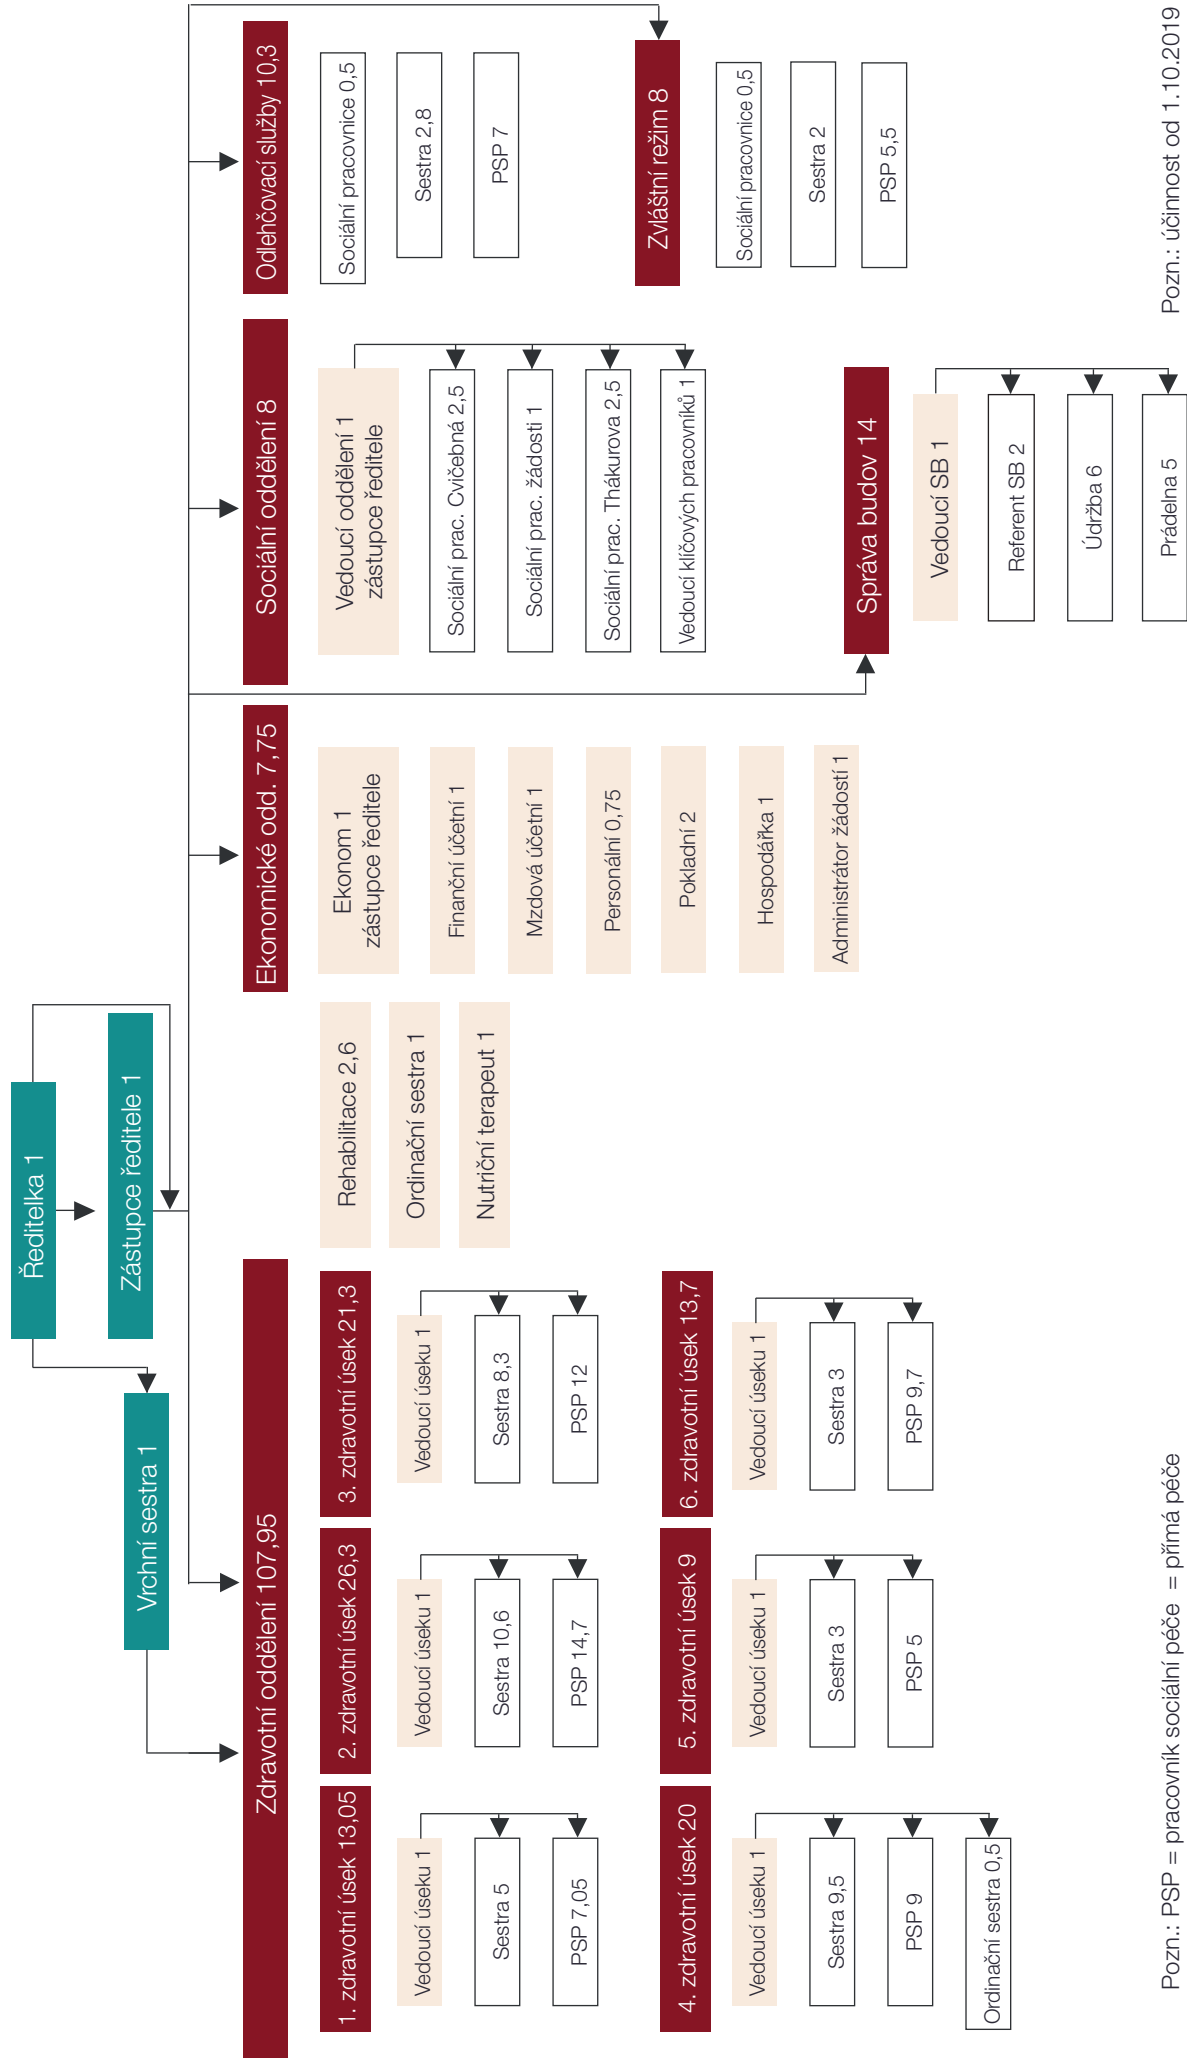 Ředitelka 1
Zástupce ředitele 1
Vrchní sestra 1
Zdravotní oddělení 107,95
1. zdravotní úsek 13,05
Vedoucí úseku 1
Sestra 5
PSP 7,05
2. zdravotní úsek 26,3
Vedoucí úseku 1
Sestra 10,6
PSP 14,7
3. zdravotní úsek 21,3
Vedoucí úseku 1
Sestra 8,3
PSP 12
4. zdravotní úsek 20
Vedoucí úseku 1
Sestra 9,5
PSP 9
Ordinační sestra 0,5
5. zdravotní úsek 9
Vedoucí úseku 1
Sestra 3
PSP 5
6. zdravotní úsek 13,7
Vedoucí úseku 1
Sestra 3
PSP 9,7
Rehabilitace 2,6
Ordinační sestra 1
Nutriční terapeut 1
Ekonomické odd. 7,75
Ekonom 1
zástupce ředitele
Finanční účetní 1
Mzdová účetní 1
Personální 0,75
Pokladní 2
Hospodářka 1
Administrátor žádostí 1
Sociální oddělení 8
Vedoucí oddělení 1
zástupce ředitele
Sociální prac. Cvičebná 2,5
Sociální prac. žádosti 1
Sociální prac. Thákurova 2,5
Vedoucí klíčových pracovníků 1
Správa budov 14
Vedoucí SB 1
Referent SB 2
Údržba 6
Prádelna 5
Odlehčovací služby 10,3
Sociální pracovnice 0,5
Sestra 2,8
PSP 7
Zvláštní režim 8
Sociální pracovnice 0,5
Sestra 2
PSP 5,5
Pozn.: PSP = pracovník sociální péče = přímá péče
Pozn.: účinnost od 1.10.2019